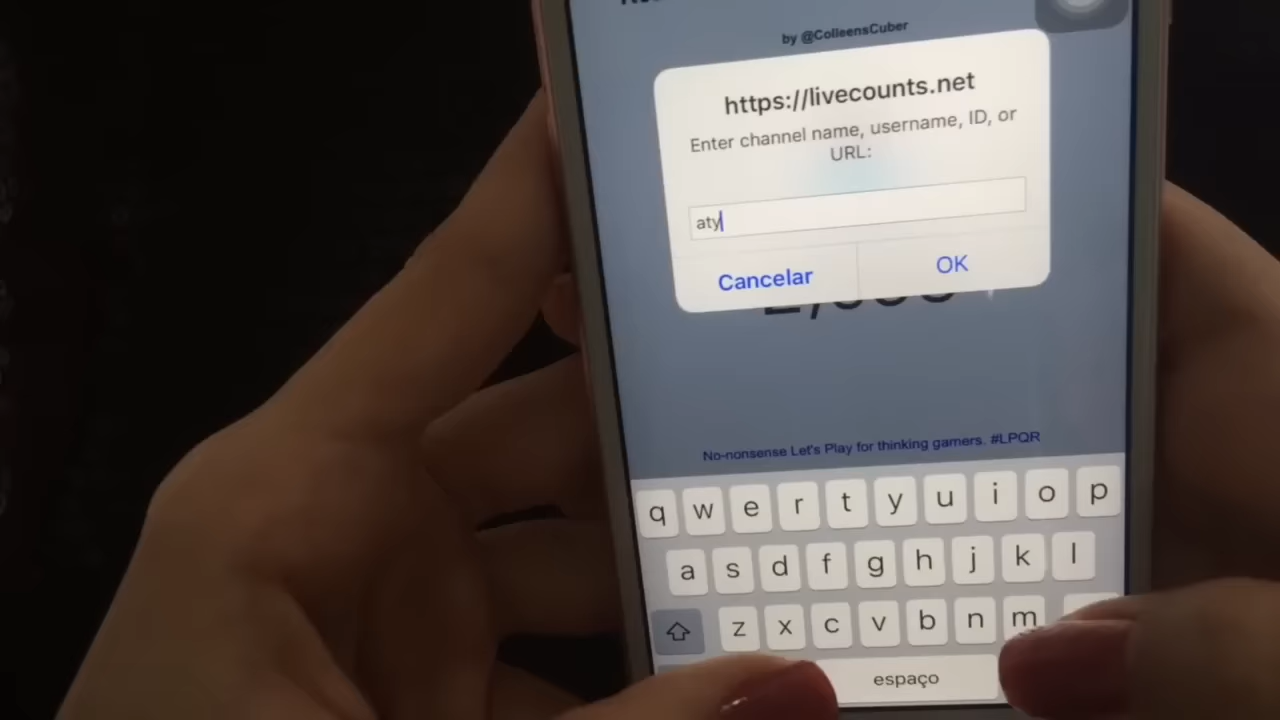 by @ColleensCuber
https://livecounts.net
Enter channel name, username, ID, or
URL:
aty
Cancelar
OK
No-nonsense Let's Play for thinking gamers. #LPQR
q w e r t y u i o p
a s d f g h j k l
z x c v b n m
espaço